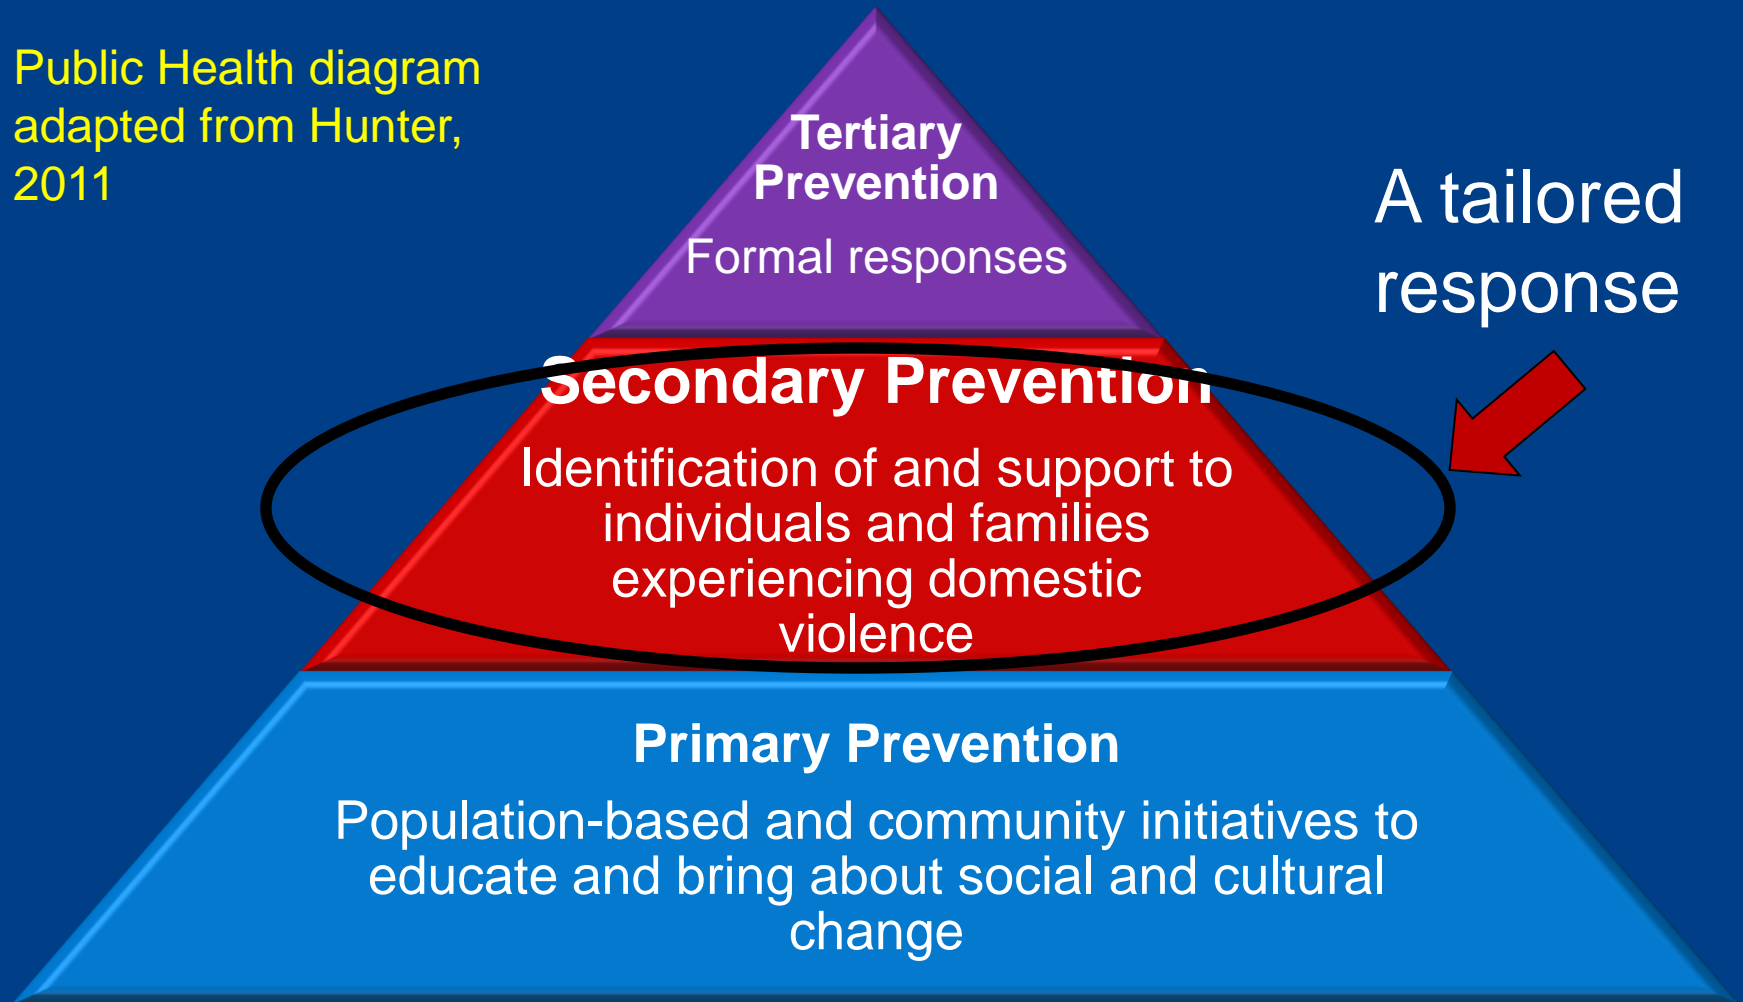 Public Health diagram
adapted from Hunter,
2011
Tertiary
Prevention
Formal responses
A tailored
response
Secondary Prevention
Identification of and support to
individuals and families
experiencing domestic
violence
Primary Prevention
Population-based and community initiatives to
educate and bring about social and cultural
change